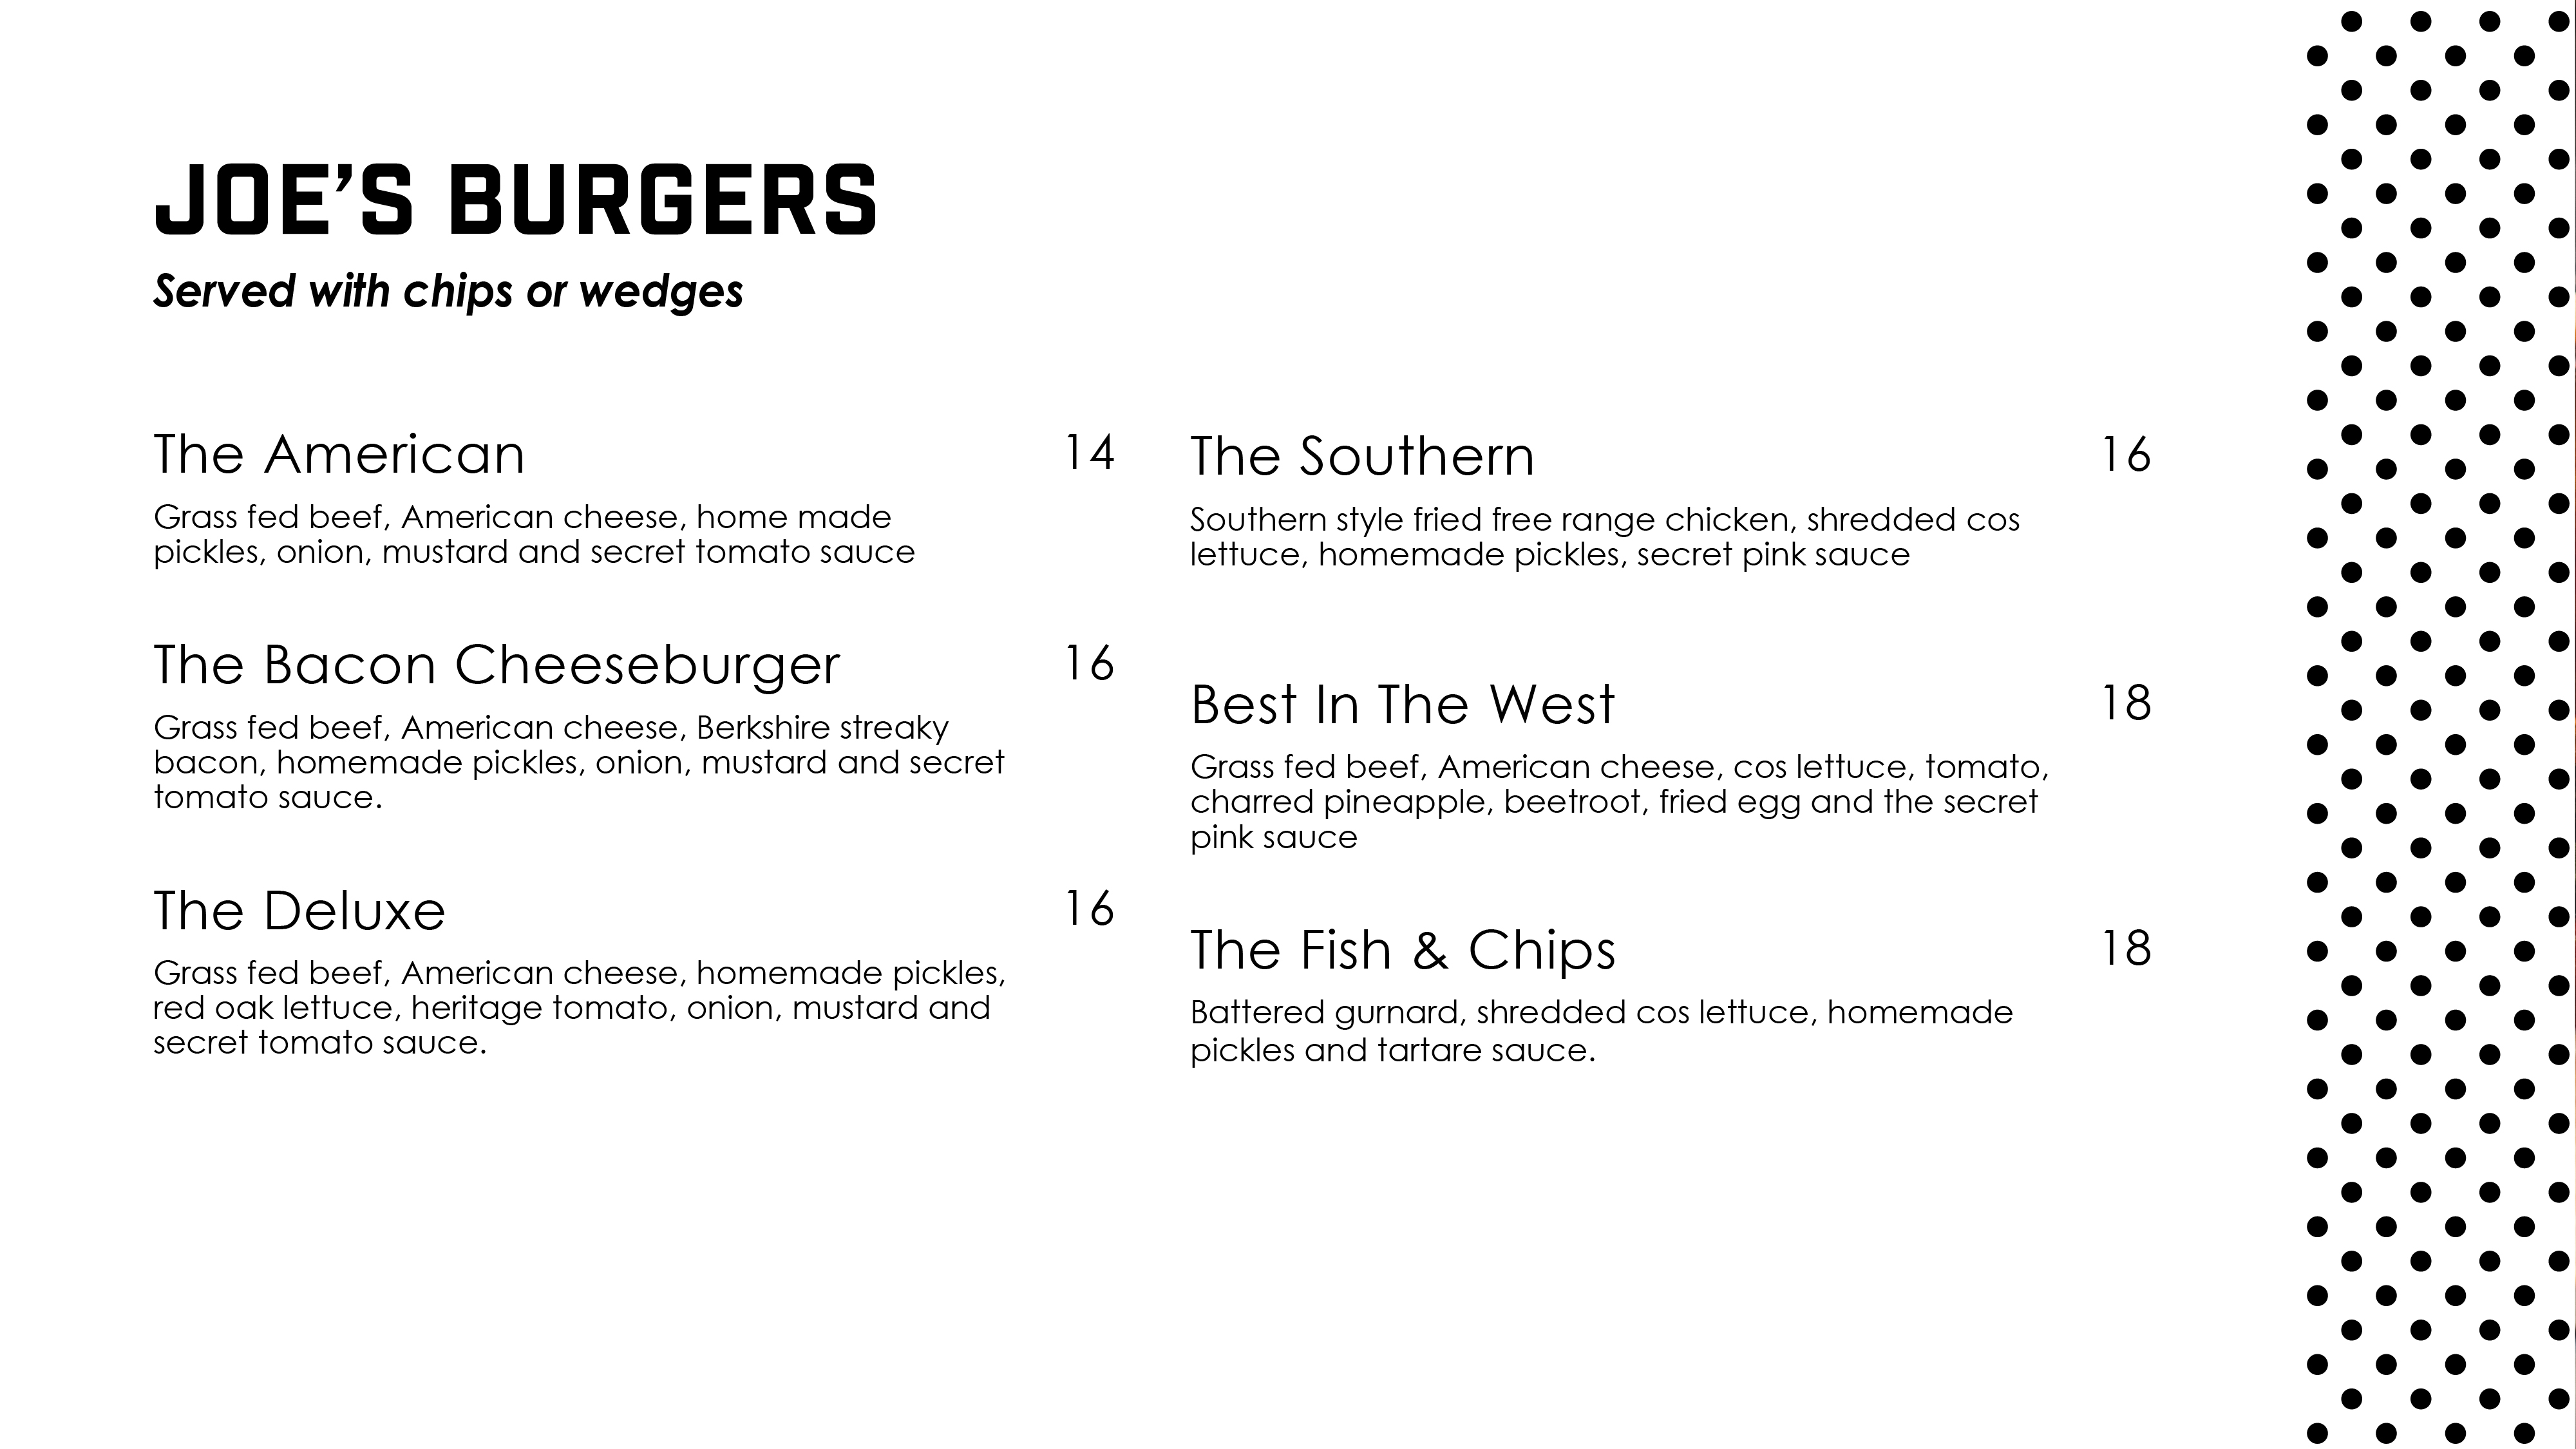 JOE’S BURGERS
Served with chips or wedges
The American 14
Grass fed beef, American cheese, home made
pickles, onion, mustard and secret tomato sauce
The Bacon Cheeseburger 16
Grass fed beef, American cheese, Berkshire streaky
bacon, homemade pickles, onion, mustard and secret
tomato sauce.
The Deluxe 16
Grass fed beef, American cheese, homemade pickles,
red oak lettuce, heritage tomato, onion, mustard and
secret tomato sauce.
The Southern 16
Southern style fried free range chicken, shredded cos
lettuce, homemade pickles, secret pink sauce
Best In The West 18
Grass fed beef, American cheese, cos lettuce, tomato,
charred pineapple, beetroot, fried egg and the secret
pink sauce
The Fish & Chips 18
Battered gurnard, shredded cos lettuce, homemade
pickles and tartare sauce.